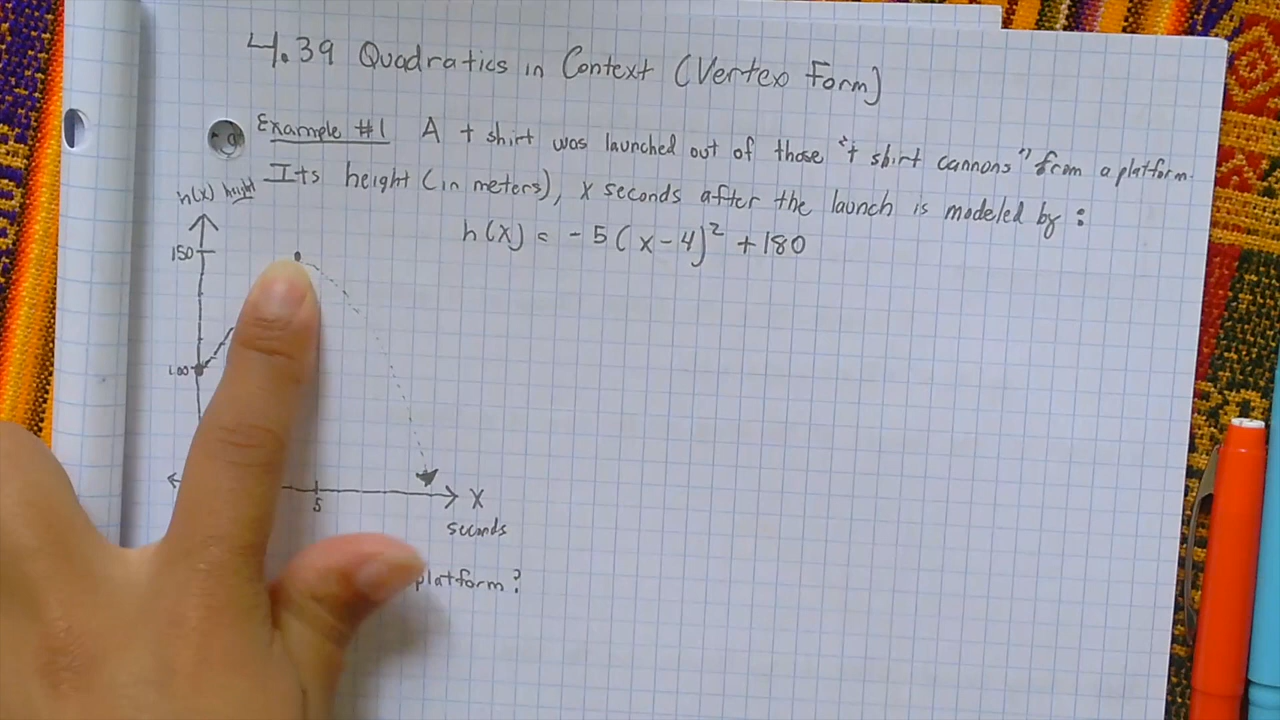 4.39 Quadratics in Context (Vertex Form)
Example #1 A t shirt was launched out of those "t shirt cannons" from a platform.
Its height (in meters), x seconds after the launch is modeled by:
h(x) = -5(x-4)² +180
h(x) height
150
100
5
X
seconds
platform?